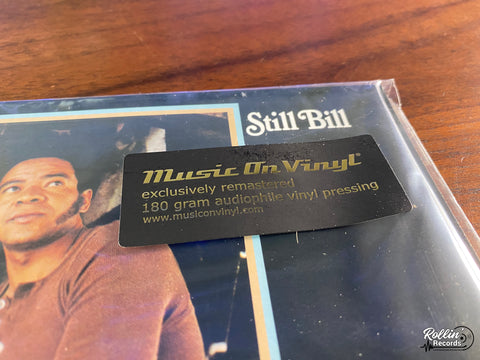 Still Bill
Music On Vinyl
exclusively remastered
180 gram audiophile vinyl pressing
www.musiconvinyl.com
Rollin
Records